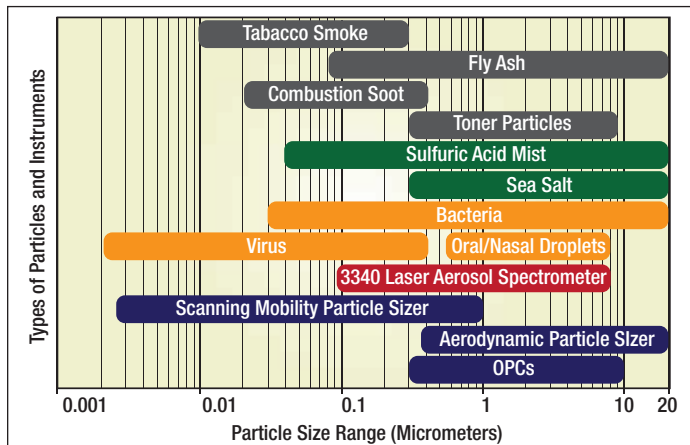 Types of Particles and Instruments
Tabacco Smoke
Fly Ash
Combustion Soot
Toner Particles
Sulfuric Acid Mist
Sea Salt
Bacteria
Virus
Oral/Nasal Droplets
3340 Laser Aerosol Spectrometer
Scanning Mobility Particle Sizer
Aerodynamic Particle SIzer
OPCs
0.001 0.01 0.1 1 10 20
Particle Size Range (Micrometers)